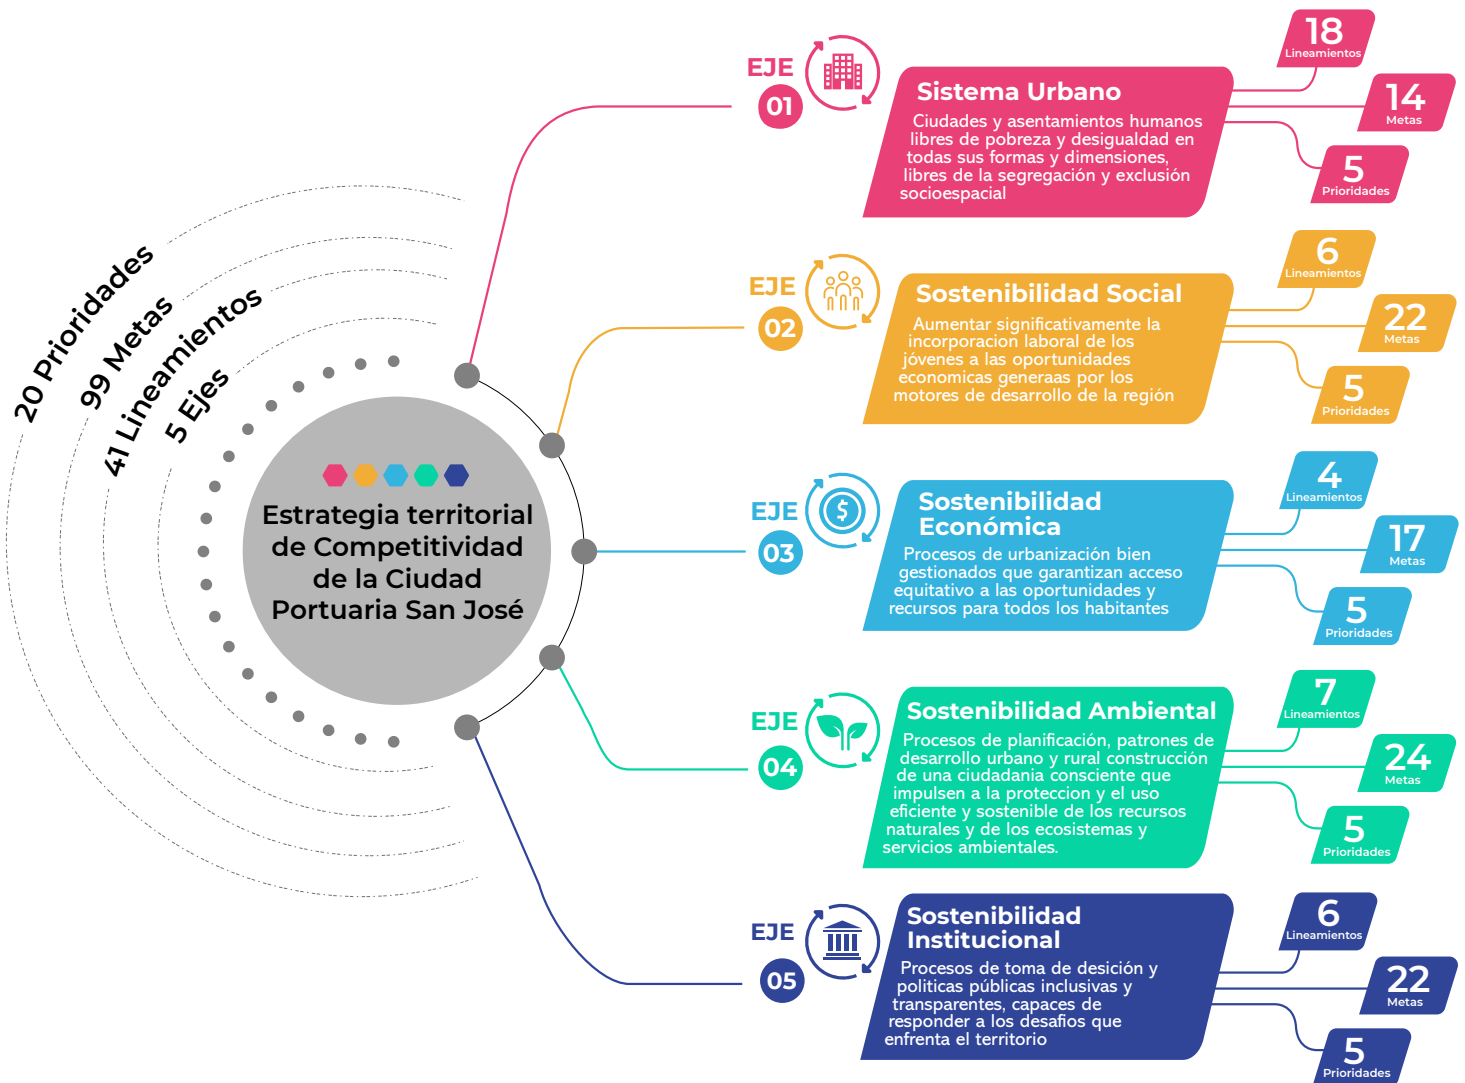 20 Prioridades
99 Metas
41 Lineamientos
5 Ejes
Estrategia territorial
de Competitividad
de la Ciudad
Portuaria San José
EJE
01
Sistema Urbano
Ciudades y asentamientos humanos
libres de pobreza y desigualdad en
todas sus formas y dimensiones,
libres de la segregación y exclusión
socioespacial
18
Lineamientos
14
Metas
5
Prioridades
EJE
02
Sostenibilidad Social
Aumentar significativamente la
incorporacion laboral de los
jóvenes a las oportunidades
economicas generaas por los
motores de desarrollo de la región
6
Lineamientos
22
Metas
5
Prioridades
EJE
03
$
Sostenibilidad
Económica
Procesos de urbanización bien
gestionados que garantizan acceso
equitativo a las oportunidades y
recursos para todos los habitantes
4
Lineamientos
17
Metas
5
Prioridades
EJE
04
Sostenibilidad Ambiental
Procesos de planificación, patrones de
desarrollo urbano y rural construcción
de una ciudadania consciente que
impulsen a la proteccion y el uso
eficiente y sostenible de los recursos
naturales y de los ecosistemas y
servicios ambientales.
7
Lineamientos
24
Metas
5
Prioridades
EJE
05
Sostenibilidad
Institucional
Procesos de toma de desición y
politicas públicas inclusivas y
transparentes, capaces de
responder a los desafios que
enfrenta el territorio
6
Lineamientos
22
Metas
5
Prioridades